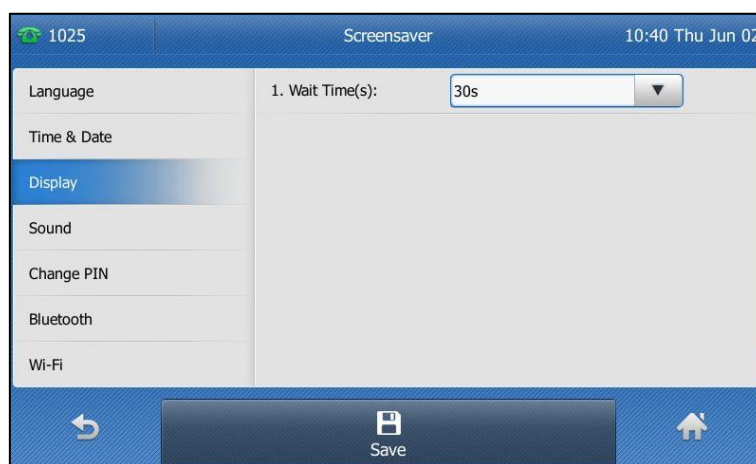 1025
Screensaver
10:40 Thu Jun 02
Language
1. Wait Time(s):
30s
Time & Date
Display
Sound
Change PIN
Bluetooth
Wi-Fi
Save